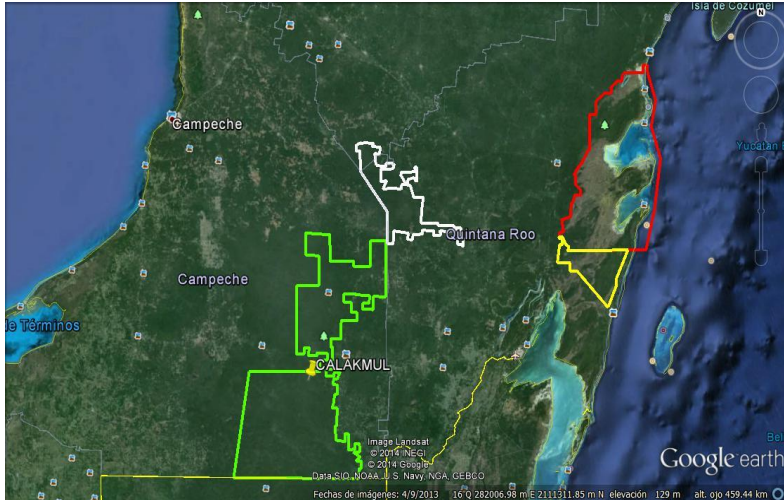 Isla de Cozumel
N
Campeche
Yucatan
Quintana Roo
Campeche
de Términos
CALAKMUL
Image Landsat
© 2014 INEGI
© 2014 Google
Data SIO, NOAA, U.S. Navy, NGA, GEBCO
Bel
Google earth
Fechas de imágenes: 4/9/2013 16 Q 282006.98 m E 2111311.85 m N elevación 129 m alt. ojo 459.44 km